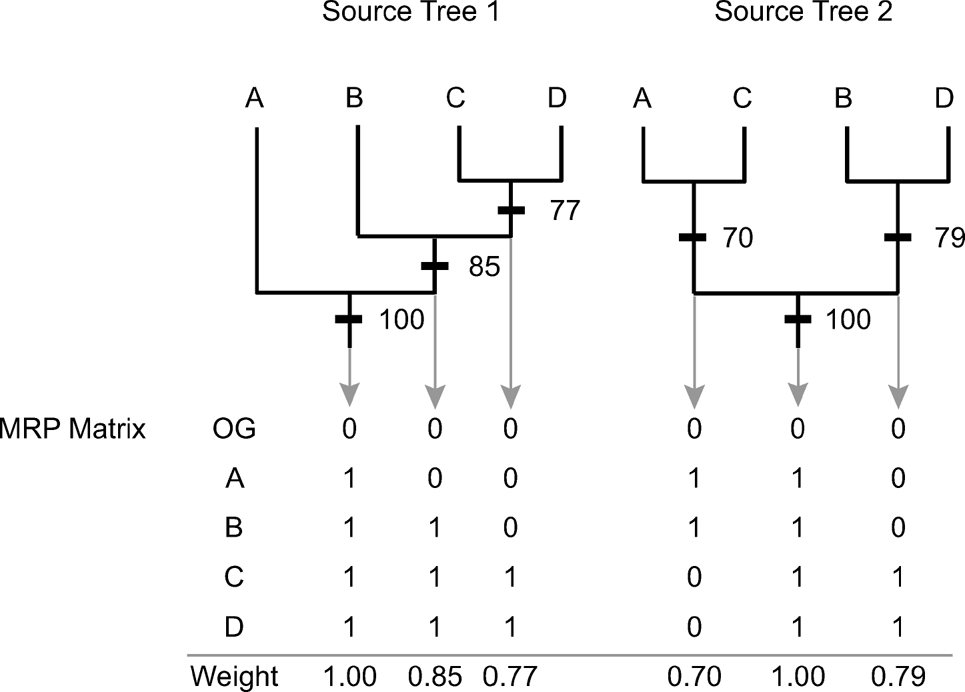 Source Tree 1 Source Tree 2
A B C D A C B D
77
70 79
85
100 100
MRP Matrix OG 0 0 0 0 0 0
A 1 0 0 1 1 0
B 1 1 0 1 1 0
C 1 1 1 0 1 1
D 1 1 1 0 1 1
Weight 1.00 0.85 0.77 0.70 1.00 0.79